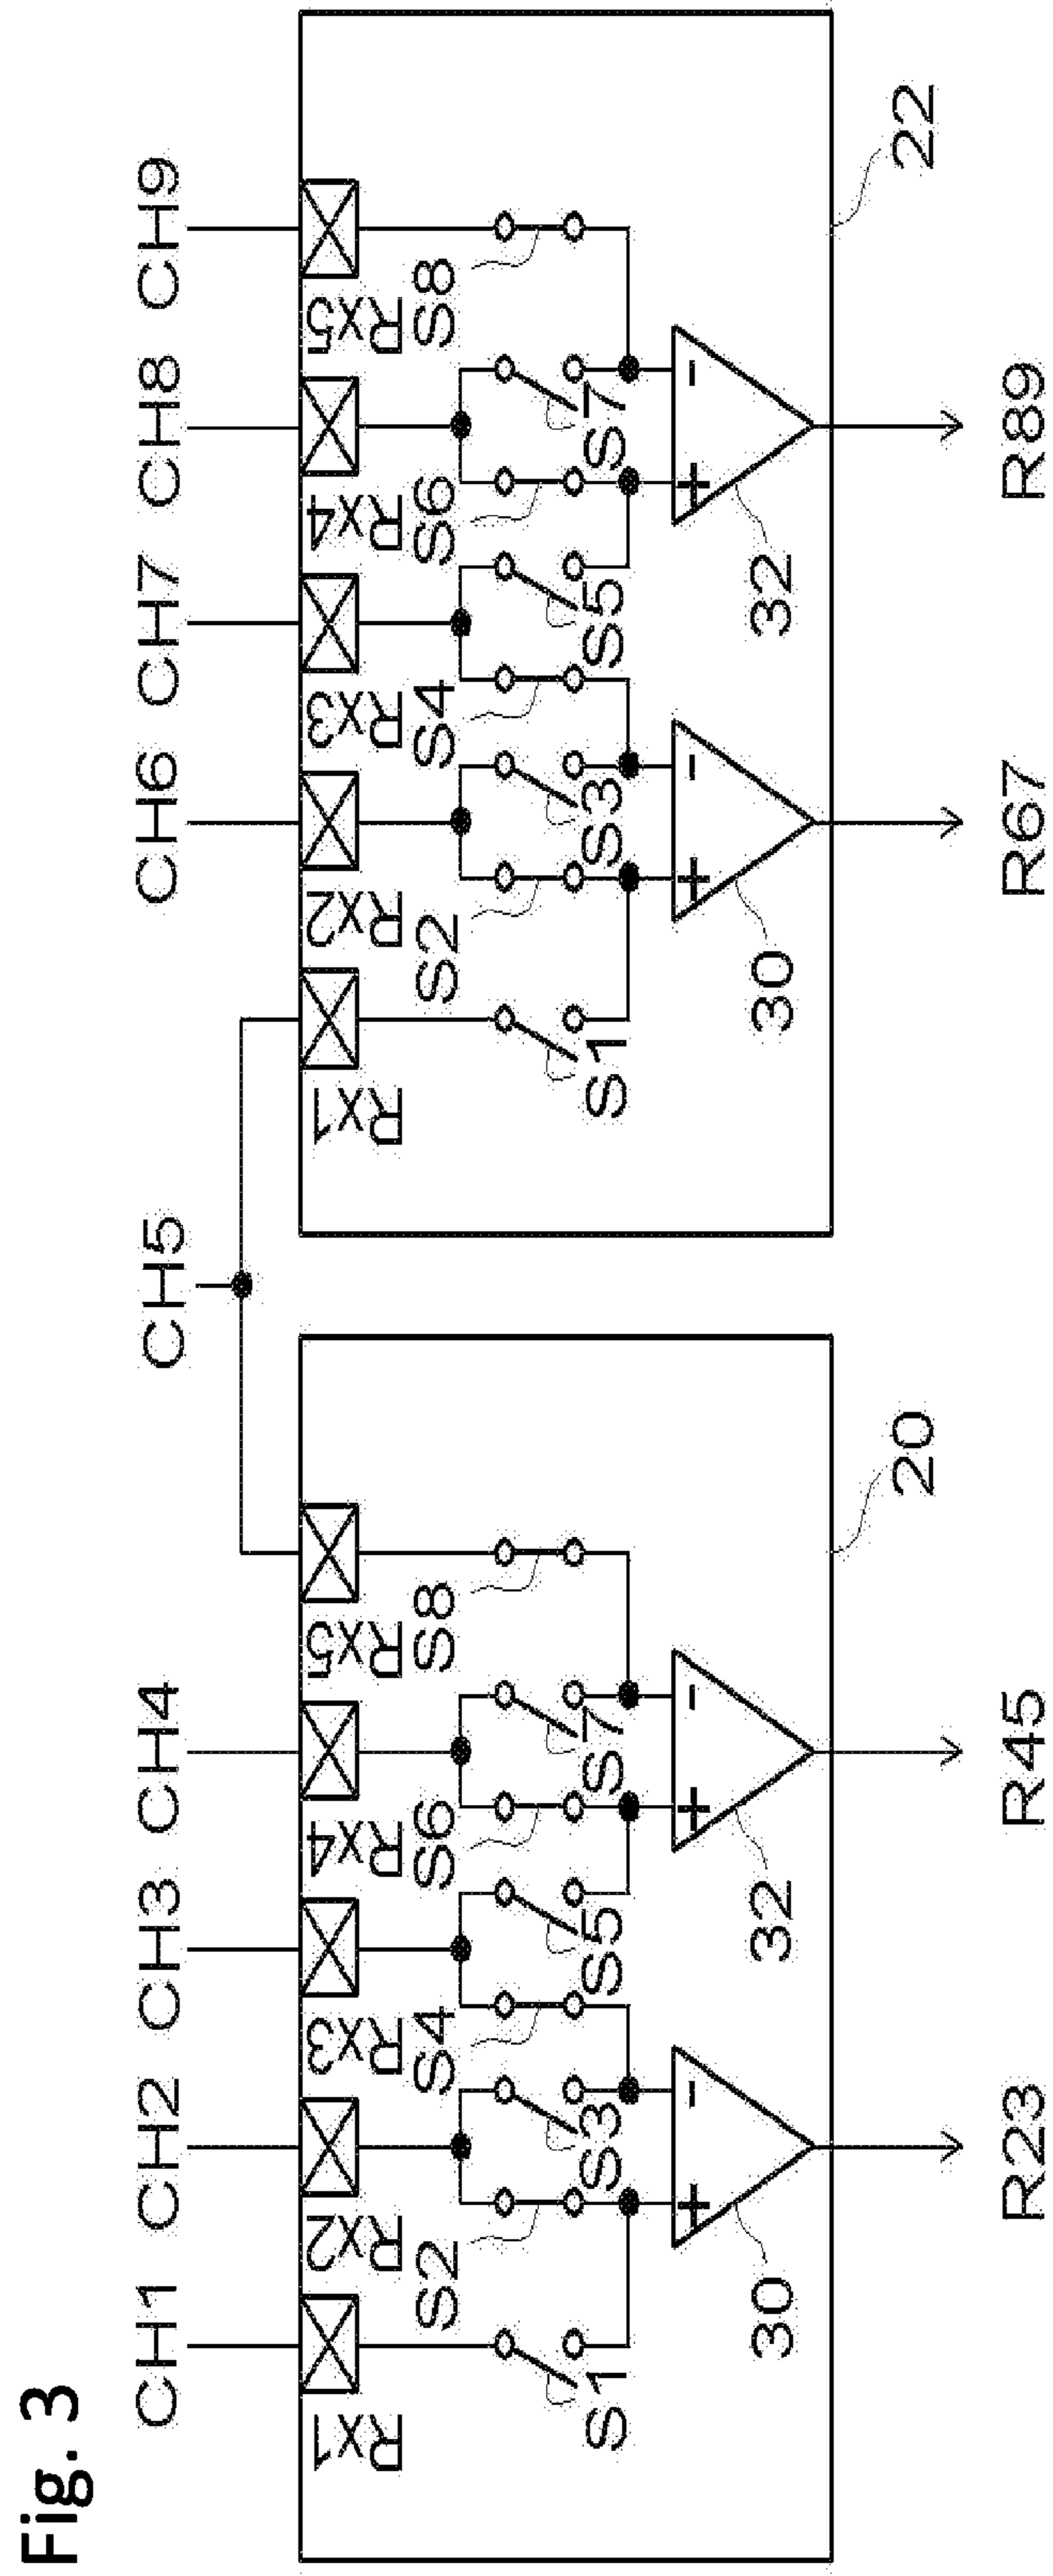 Fig. 3
CH1 CH2 CH3 CH4 CH5 CH6 CH7 CH8 CH9
Rx1 Rx2 Rx3 Rx4 Rx5 Rx1 Rx2 Rx3 Rx4 Rx5
S2 S4 S6 S8 S2 S4 S6 S8
S1 S3 S5 S7 S1 S3 S5 S7
+ - + - + - + -
30 32 30 32
20 22
R23 R45 R67 R89